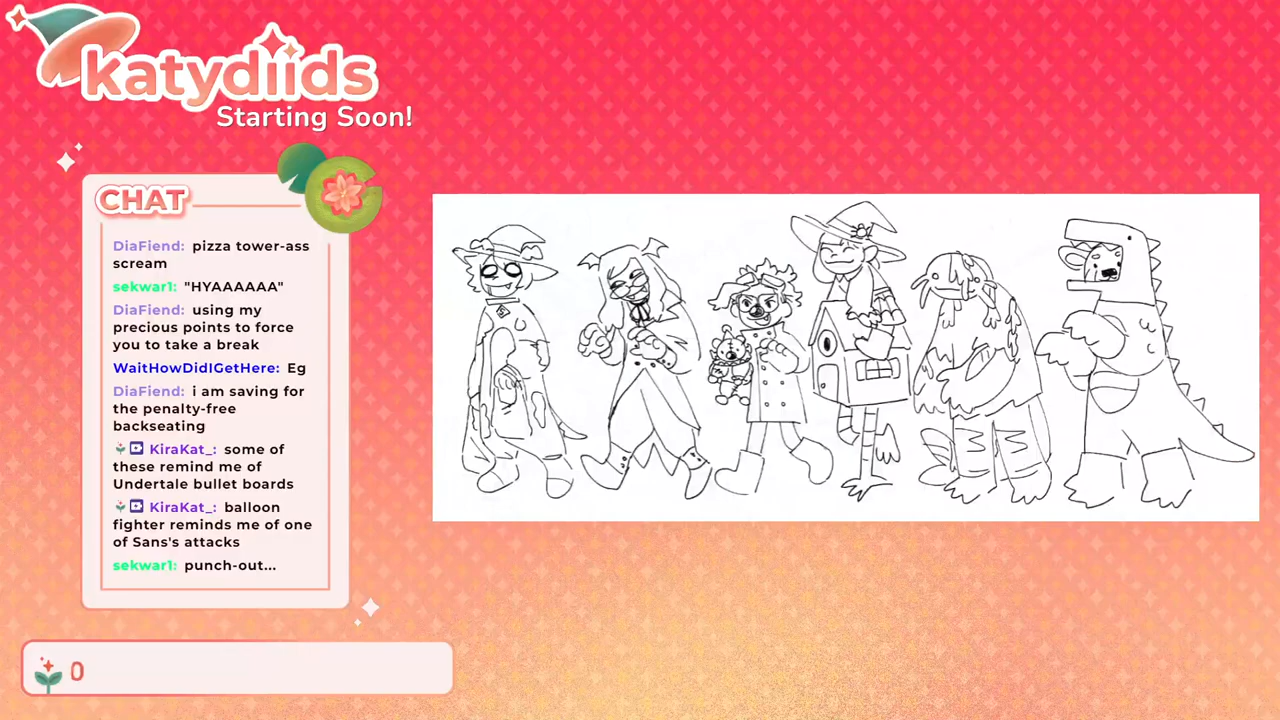 katydiids
Starting Soon!
CHAT
DiaFiend: pizza tower-ass
scream
sekwar1: "HYAAAAAA"
DiaFiend: using my
precious points to force
you to take a break
WaitHowDidIGetHere: Eg
DiaFiend: i am saving for
the penalty-free
backseating
KiraKat_: some of
these remind me of
Undertale bullet boards
KiraKat_: balloon
fighter reminds me of one
of Sans's attacks
sekwar1: punch-out...
0